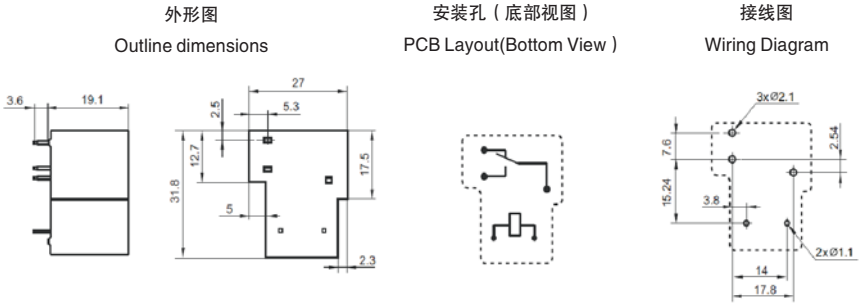 外形图
Outline dimensions
安装孔（底部视图）
PCB Layout(Bottom View）
接线图
Wiring Diagram
3.6
19.1
27
2.5
5.3
12.7
31.8
17.5
5
2.3
3xØ2.1
7.6
2.54
15.24
3.8
2xØ1.1
14
17.8